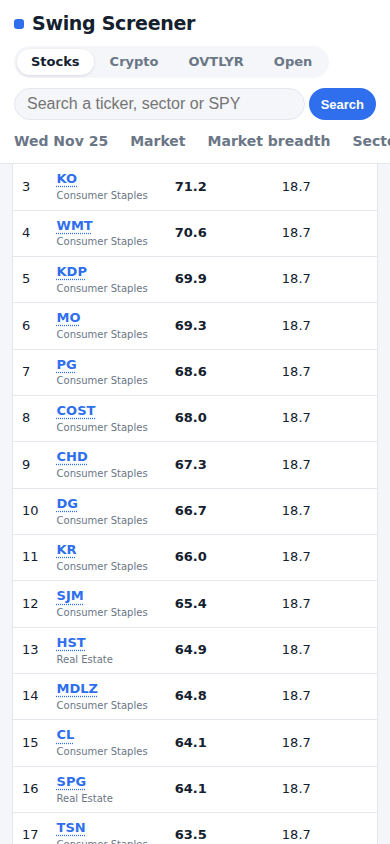 Swing Screener
Stocks Crypto OVTLYR Open
Search a ticker, sector or SPY Search
Wed Nov 25 Market Market breadth
3 KO 71.2 18.7
Consumer Staples
4 WMT 70.6 18.7
Consumer Staples
5 KDP 69.9 18.7
Consumer Staples
6 MO 69.3 18.7
Consumer Staples
7 PG 68.6 18.7
Consumer Staples
8 COST 68.0 18.7
Consumer Staples
9 CHD 67.3 18.7
Consumer Staples
10 DG 66.7 18.7
Consumer Staples
11 KR 66.0 18.7
Consumer Staples
12 SJM 65.4 18.7
Consumer Staples
13 HST 64.9 18.7
Real Estate
14 MDLZ 64.8 18.7
Consumer Staples
15 CL 64.1 18.7
Consumer Staples
16 SPG 64.1 18.7
Real Estate
17 TSN 63.5 18.7
Consumer Staples